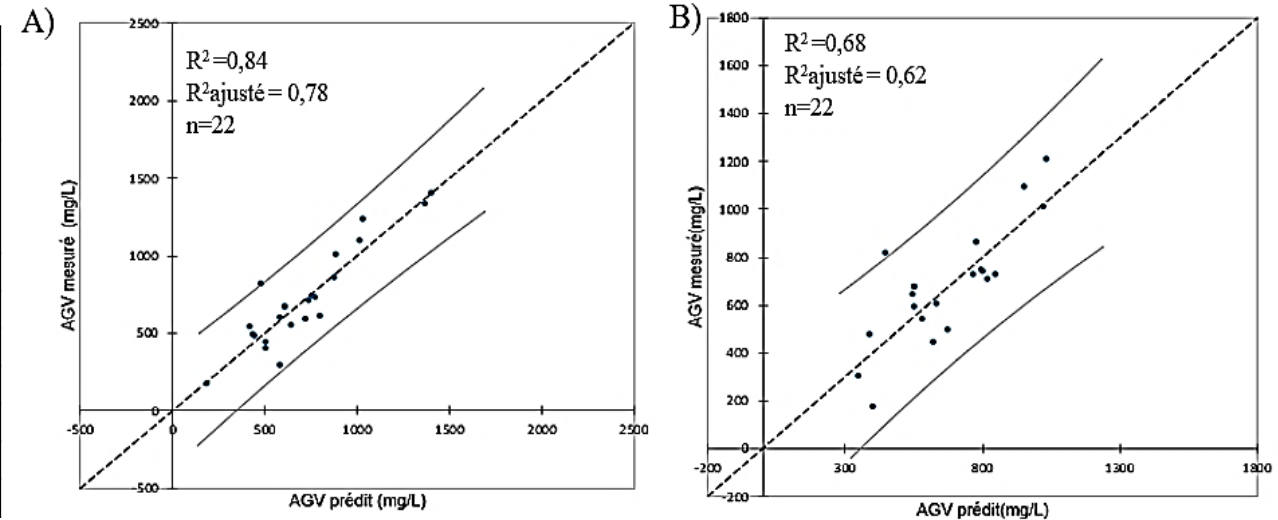 A)
2500
R² =0,84
R²ajusté = 0,78
n=22
2000
1500
1000
500
0
-500
AGV mesuré (mg/L)
-500 0 500 1000 1500 2000 2500
AGV prédit (mg/L)
B)
1800
R² =0,68
R²ajusté = 0,62
n=22
1600
1400
1200
1000
800
600
400
200
0
-200
AGV mesuré(mg/L)
-200 300 800 1300 1800
AGV prédit(mg/L)